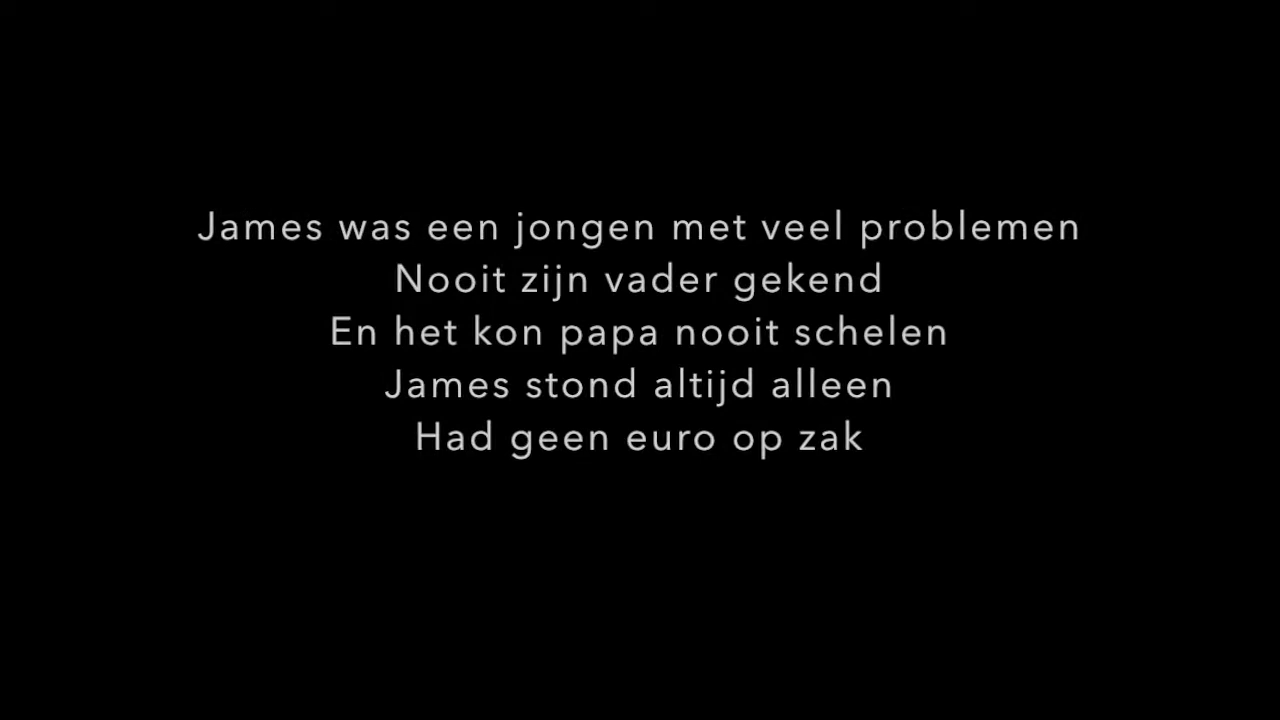 James was een jongen met veel problemen
Nooit zijn vader gekend
En het kon papa nooit schelen
James stond altijd alleen
Had geen euro op zak